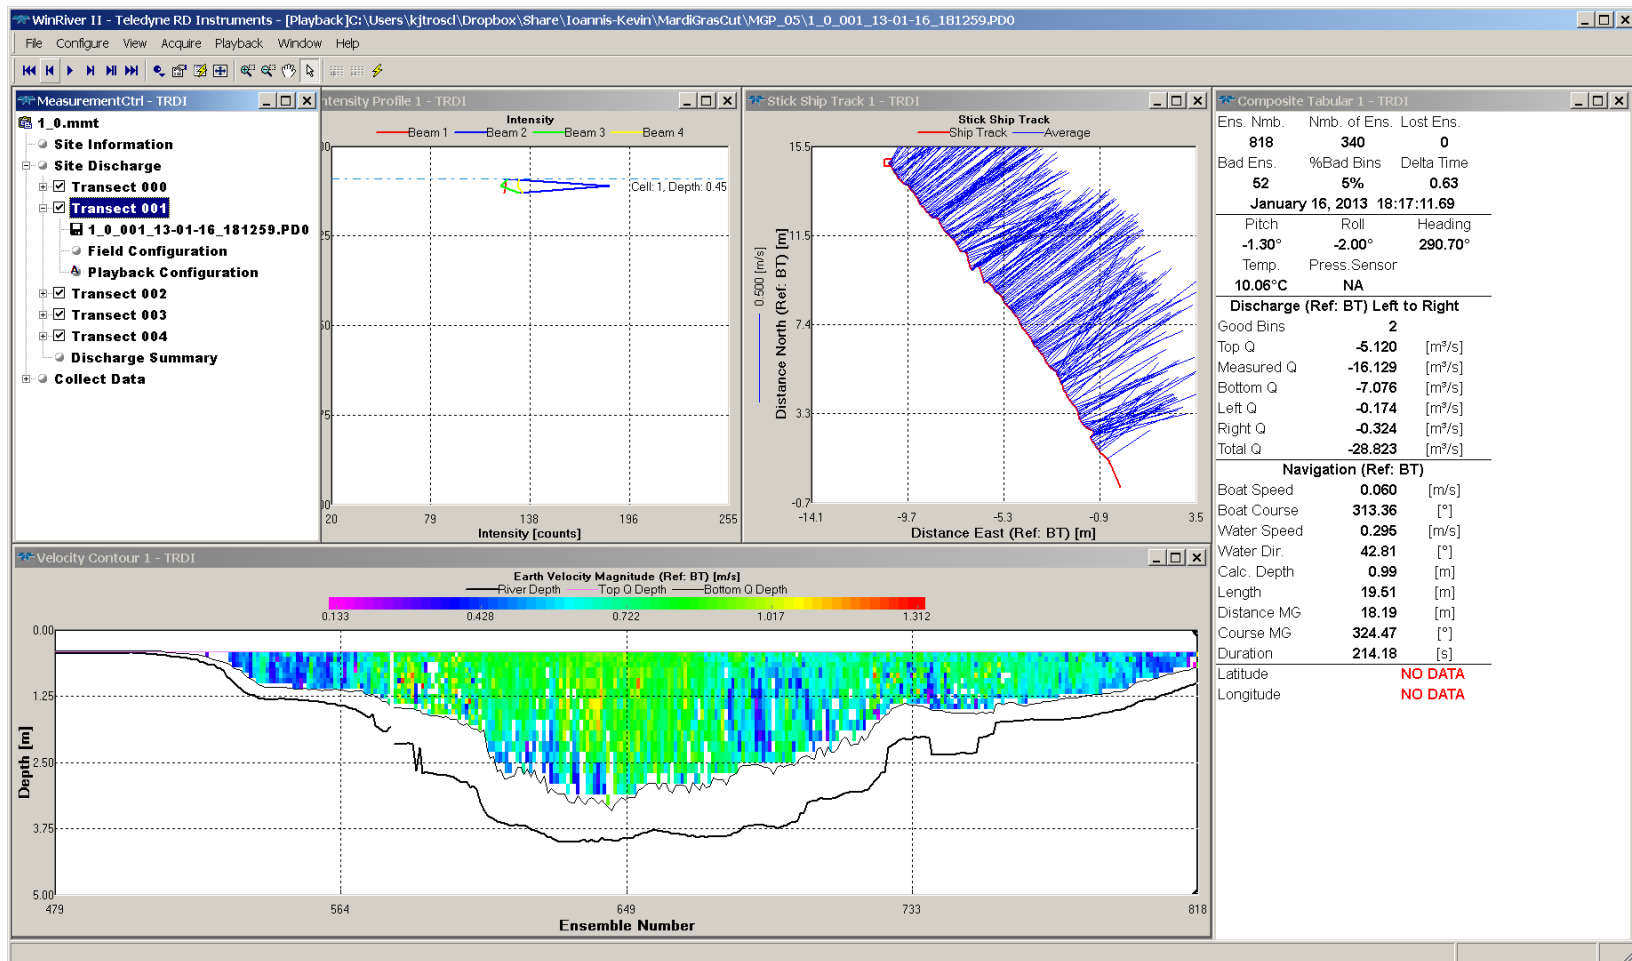 WinRiver II - Teledyne RD Instruments - [Playback]C:\Users\kjtroscl\Dropbox\Share\Ioannis-Kevin\MardiGrasCut\MGP_05\1_0_001_13-01-16_181259.PD0
File Configure View Acquire Playback Window Help
MeasurementCtrl - TRDI
1_0.mmt
Site Information
Site Discharge
Transect 000
Transect 001
1_0_001_13-01-16_181259.PD0
Field Configuration
Playback Configuration
Transect 002
Transect 003
Transect 004
Discharge Summary
Collect Data
ntensity Profile 1 - TRDI
Intensity
Beam 1 Beam 2 Beam 3 Beam 4
00
Cell: 1, Depth: 0.45
25
50
75
00
20 79 138 196 255
Intensity [counts]
Stick Ship Track 1 - TRDI
Stick Ship Track
Ship Track Average
0.500 [m/s]
Distance North (Ref: BT) [m]
15.5
11.5
7.4
3.3
-0.7
-14.1 -9.7 -5.3 -0.9 3.5
Distance East (Ref: BT) [m]
Composite Tabular 1 - TRDI
Ens. Nmb. Nmb. of Ens. Lost Ens.
818 340 0
Bad Ens. %Bad Bins Delta Time
52 5% 0.63
January 16, 2013 18:17:11.69
Pitch Roll Heading
-1.30° -2.00° 290.70°
Temp. Press.Sensor
10.06°C NA
Discharge (Ref: BT) Left to Right
Good Bins 2
Top Q -5.120 [m³/s]
Measured Q -16.129 [m³/s]
Bottom Q -7.076 [m³/s]
Left Q -0.174 [m³/s]
Right Q -0.324 [m³/s]
Total Q -28.823 [m³/s]
Navigation (Ref: BT)
Boat Speed 0.060 [m/s]
Boat Course 313.36 [°]
Water Speed 0.295 [m/s]
Water Dir. 42.81 [°]
Calc. Depth 0.99 [m]
Length 19.51 [m]
Distance MG 18.19 [m]
Course MG 324.47 [°]
Duration 214.18 [s]
Latitude NO DATA
Longitude NO DATA
Velocity Contour 1 - TRDI
Earth Velocity Magnitude (Ref: BT) [m/s]
River Depth Top Q Depth Bottom Q Depth
0.133 0.428 0.722 1.017 1.312
Depth [m]
0.00
1.25
2.50
3.75
5.00
479 564 649 733 818
Ensemble Number